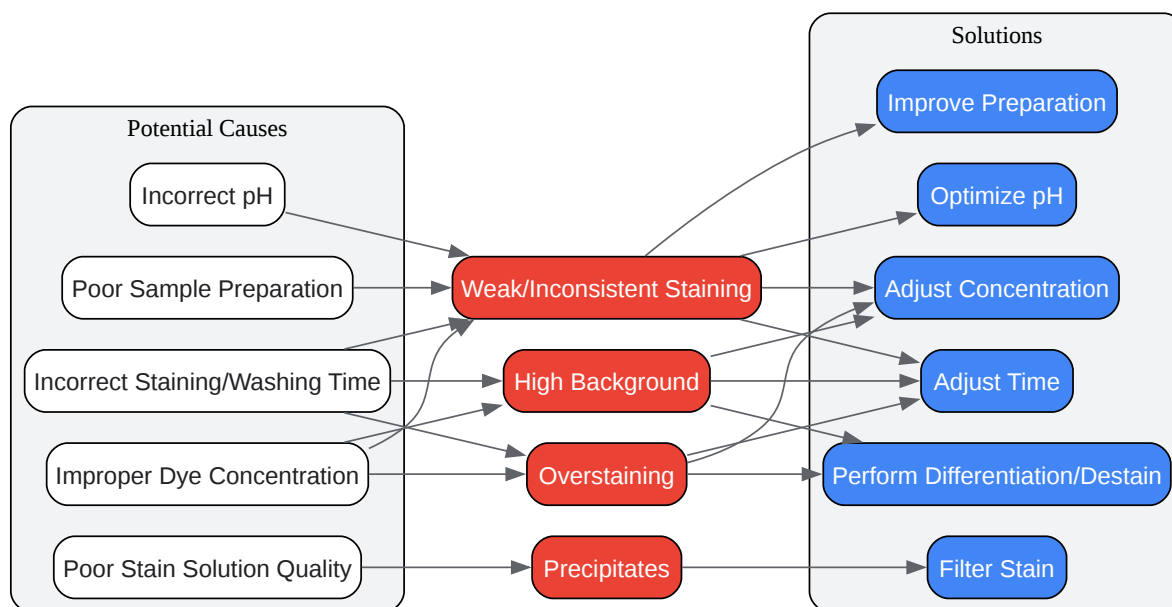 Potential Causes
Incorrect pH
Poor Sample Preparation
Incorrect Staining/Washing Time
Improper Dye Concentration
Poor Stain Solution Quality
Weak/Inconsistent Staining
High Background
Overstaining
Precipitates
Solutions
Improve Preparation
Optimize pH
Adjust Concentration
Adjust Time
Perform Differentiation/Destain
Filter Stain